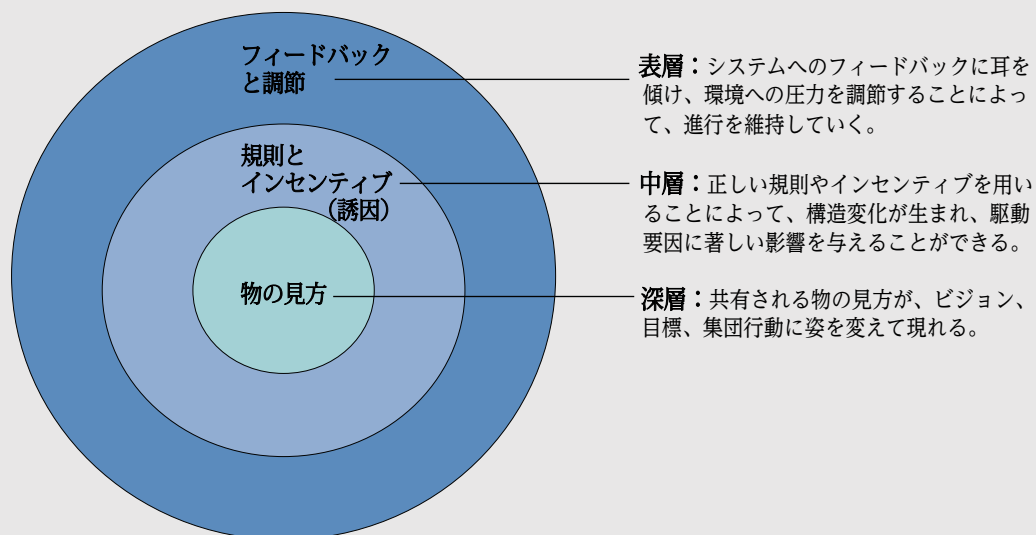 フィードバック
と調節
規則と
インセンティブ
（誘因）
物の見方
表層：システムへのフィードバックに耳を
傾け、環境への圧力を調節することによっ
て、進行を維持していく。
中層：正しい規則やインセンティブを用い
ることによって、構造変化が生まれ、駆動
要因に著しい影響を与えることができる。
深層：共有される物の見方が、ビジョン、
目標、集団行動に姿を変えて現れる。